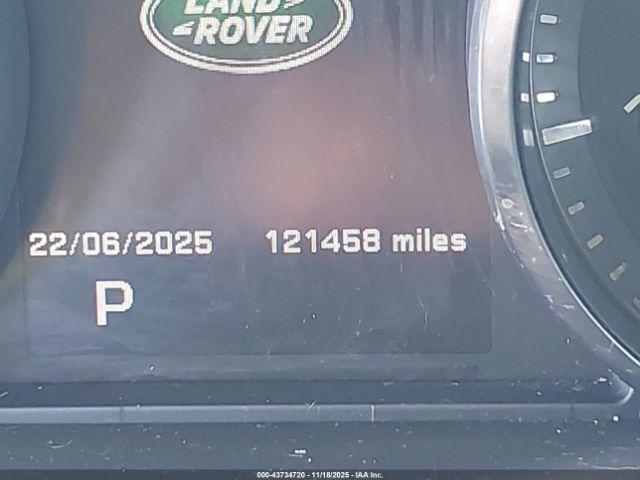 LAND
ROVER
22/06/2025 121458 miles
P
000-43734720 - 11/18/2025 - IAA Inc.